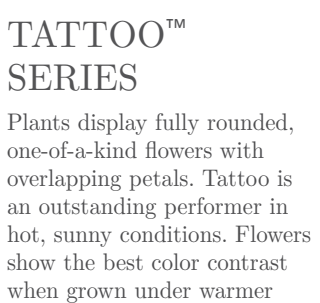 TATTOO™
SERIES
Plants display fully rounded,
one-of-a-kind flowers with
overlapping petals. Tattoo is
an outstanding performer in
hot, sunny conditions. Flowers
show the best color contrast
when grown under warmer